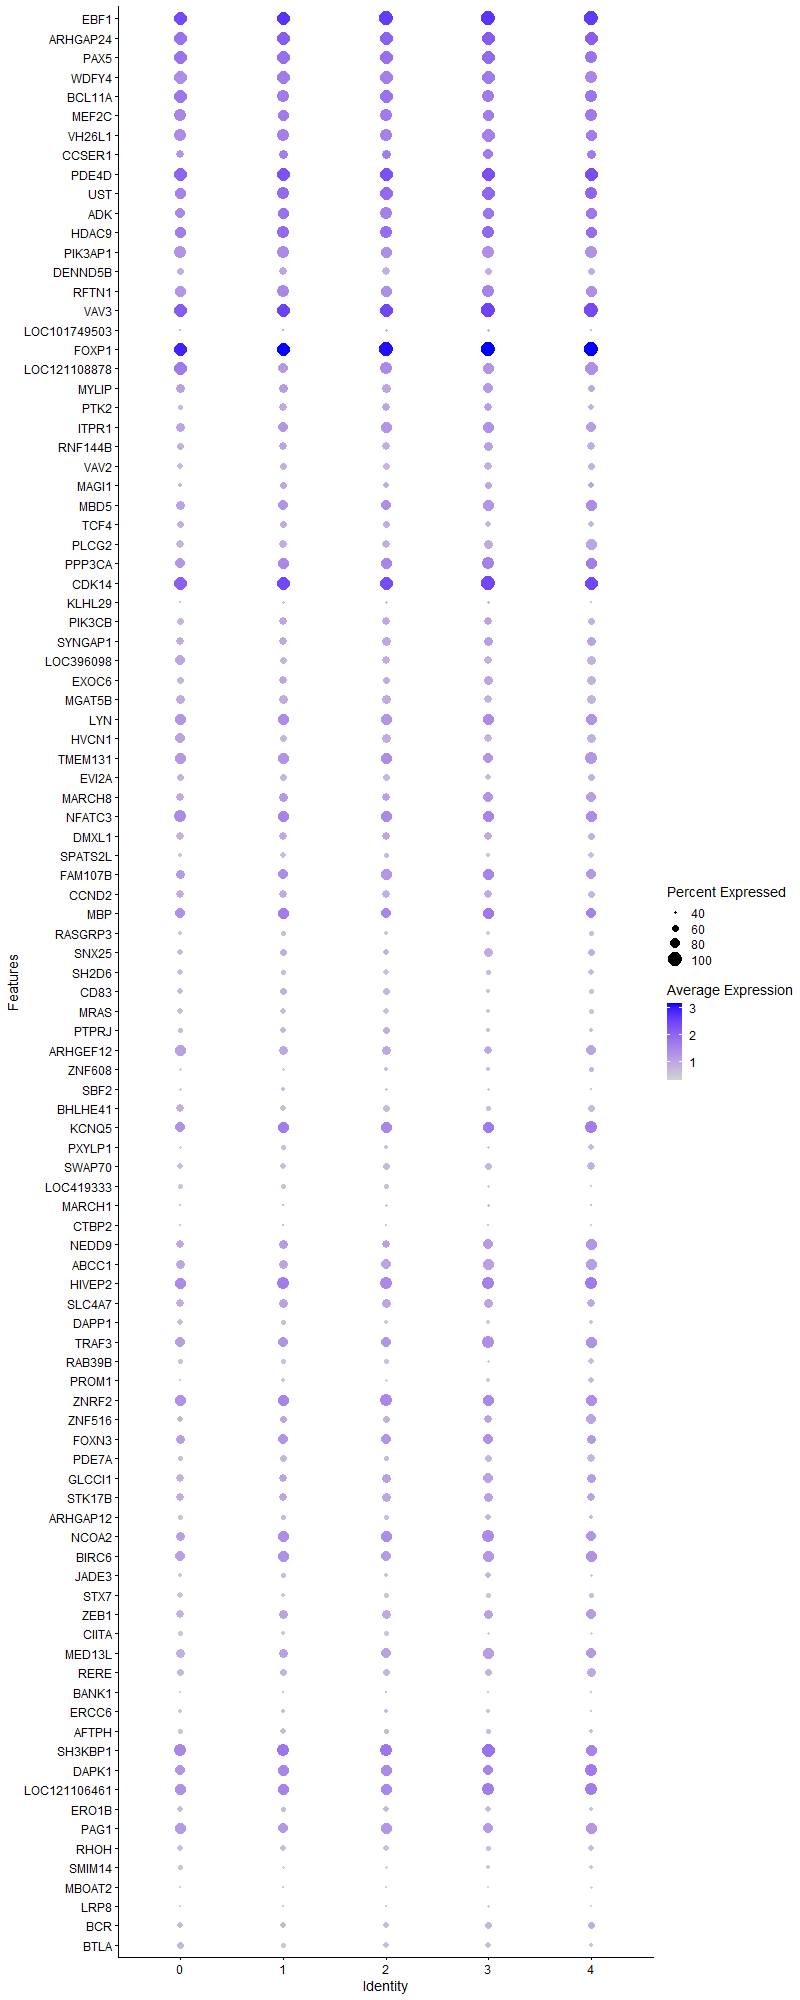 EBF1
ARHGAP24
PAX5
WDFY4
BCL11A
MEF2C
VH26L1
CCSER1
PDE4D
UST
ADK
HDAC9
PIK3AP1
DENND5B
RFTN1
VAV3
LOC101749503
FOXP1
LOC121108878
MYLIP
PTK2
ITPR1
RNF144B
VAV2
MAGI1
MBD5
TCF4
PLCG2
PPP3CA
CDK14
KLHL29
PIK3CB
SYNGAP1
LOC396098
EXOC6
MGAT5B
LYN
HVCN1
TMEM131
EVI2A
MARCH8
NFATC3
DMXL1
SPATS2L
FAM107B
CCND2
MBP
RASGRP3
SNX25
SH2D6
CD83
MRAS
PTPRJ
ARHGEF12
ZNF608
SBF2
BHLHE41
KCNQ5
PXYLP1
SWAP70
LOC419333
MARCH1
CTBP2
NEDD9
ABCC1
HIVEP2
SLC4A7
DAPP1
TRAF3
RAB39B
PROM1
ZNRF2
ZNF516
FOXN3
PDE7A
GLCCI1
STK17B
ARHGAP12
NCOA2
BIRC6
JADE3
STX7
ZEB1
CIITA
MED13L
RERE
BANK1
ERCC6
AFTPH
SH3KBP1
DAPK1
LOC121106461
ERO1B
PAG1
RHOH
SMIM14
MBOAT2
LRP8
BCR
BTLA
Features
0 1 2 3 4
Identity
Percent Expressed
40
60
80
100
Average Expression
3
2
1